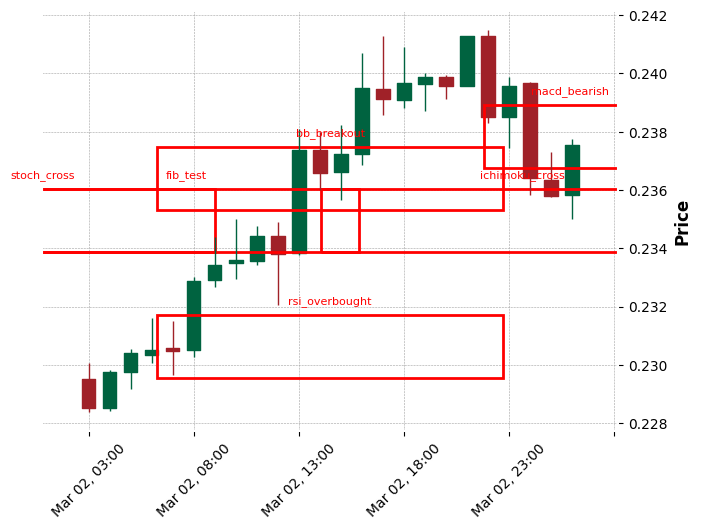 0.242
0.240
macd_bearish
0.238
bb_breakout
stoch_cross
fib_test
ichimoku_cross
0.236
Price
0.234
0.232
rsi_overbought
0.230
0.228
Mar 02, 03:00
Mar 02, 08:00
Mar 02, 13:00
Mar 02, 18:00
Mar 02, 23:00